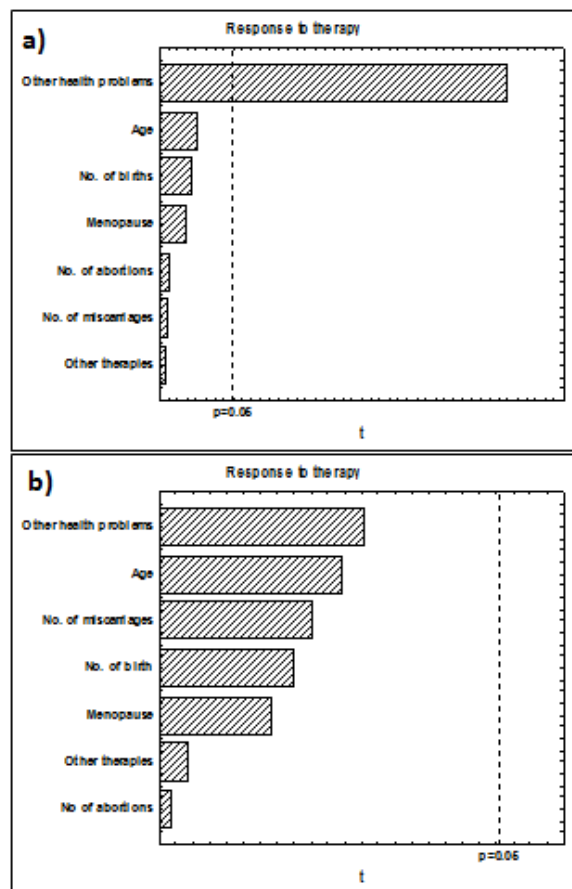 a)
Response to therapy
Other health problems
Age
No. of births
Menopause
No. of abortions
No. of miscarriages
Other therapies
p=0.05
t
b)
Response to therapy
Other health problems
Age
No. of miscarriages
No. of birth
Menopause
Other therapies
No of abortions
p=0.05
t